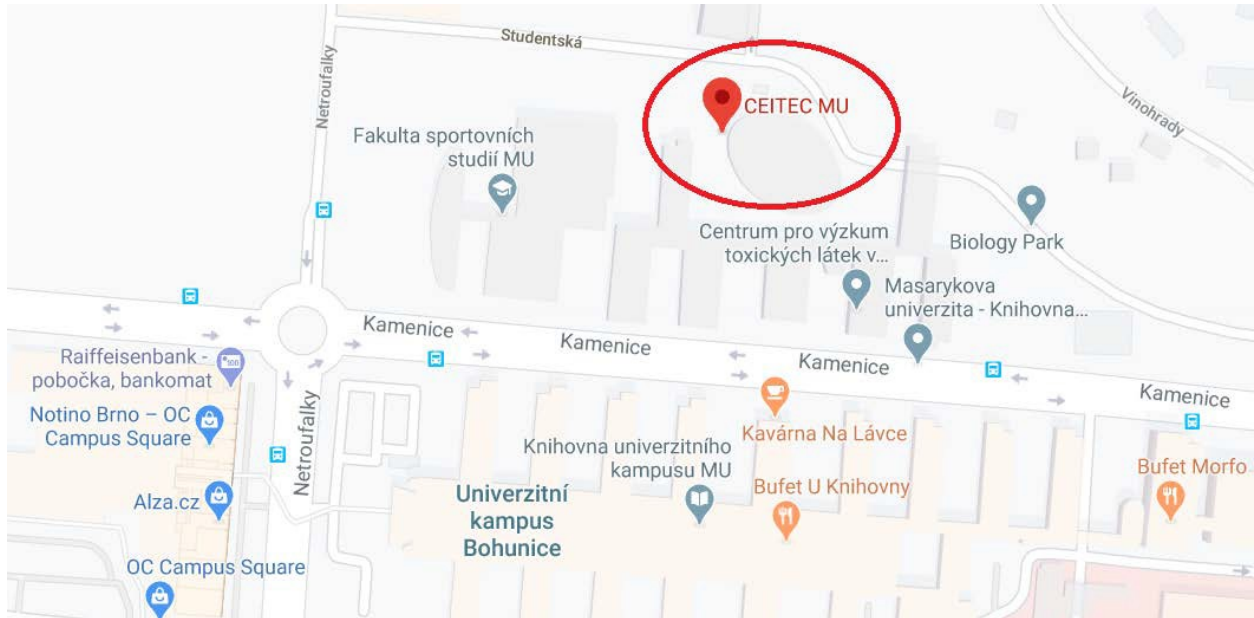 Studentská
Netroufalky
CEITEC MU
Vinohrady
Fakulta sportovních
studií MU
Centrum pro výzkum
toxických látek v...
Biology Park
Masarykova
univerzita - Knihovna...
Kamenice
Kamenice
Kamenice
Kamenice
Raiffeisenbank -
pobočka, bankomat
Notino Brno – OC
Campus Square
Netroufalky
Kavárna Na Lávce
Knihovna univerzitního
kampusu MU
Bufet Morfo
Alza.cz
Univerzitní
kampus
Bohunice
Bufet U Knihovny
OC Campus Square